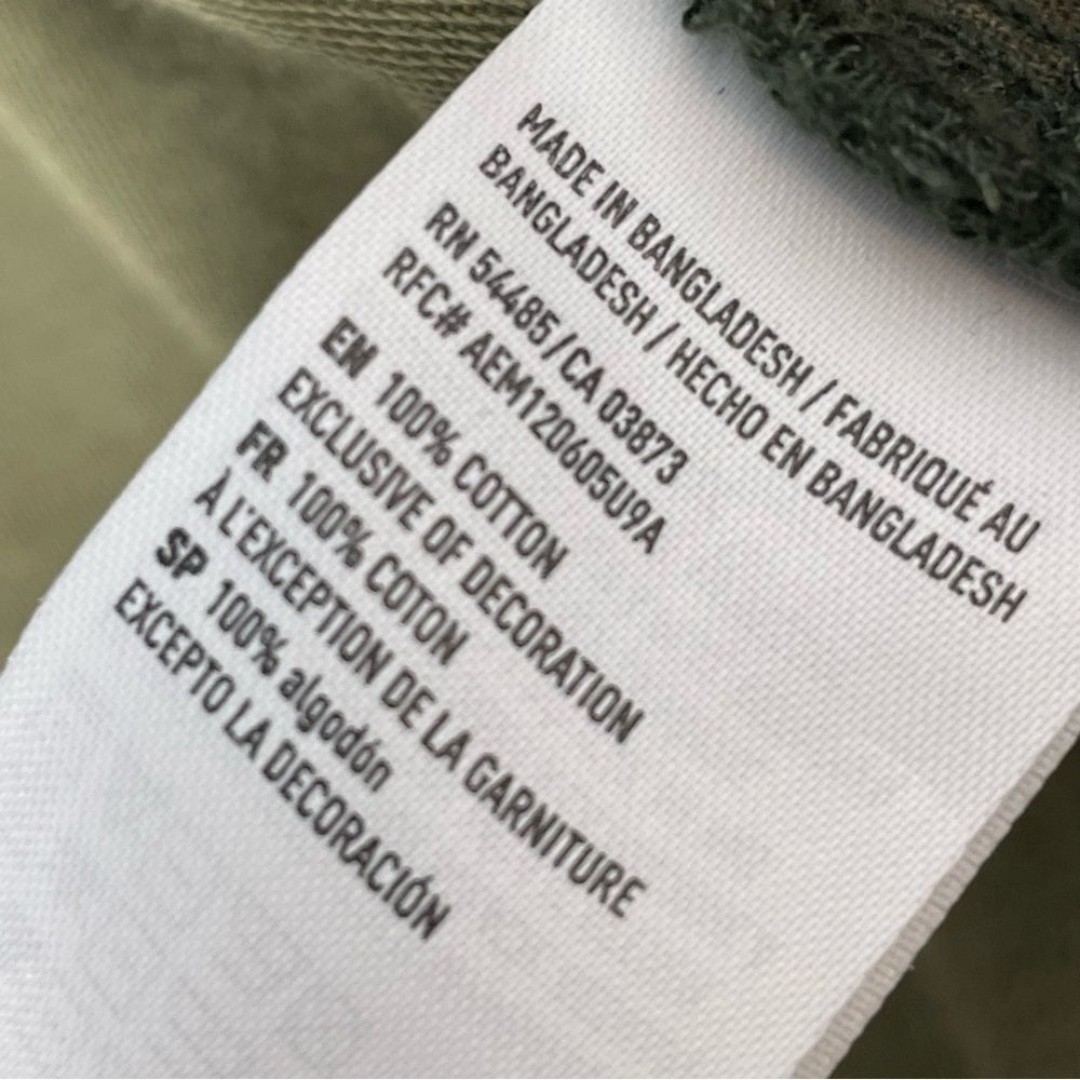 MADE IN BANGLADESH / FABRIQUÉ AU
BANGLADESH / HECHO EN BANGLADESH
RN 54485 / CA 03873
RFC# AEM120605U9A
EN 100% COTTON
EXCLUSIVE OF DECORATION
FR 100% COTON
À L'EXCEPTION DE LA GARNITURE
SP 100% algodón
EXCEPTO LA DECORACIÓN